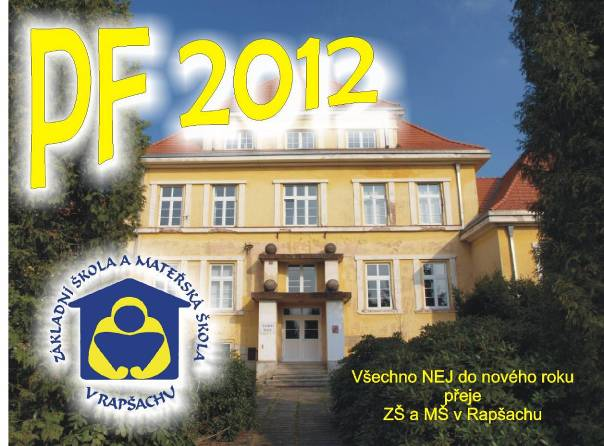 PF 2012
ZÁKLADNÍ ŠKOLA A MATEŘSKÁ ŠKOLA
V RAPŠACHU
Všechno NEJ do nového roku
přeje
ZŠ a MŠ v Rapšachu